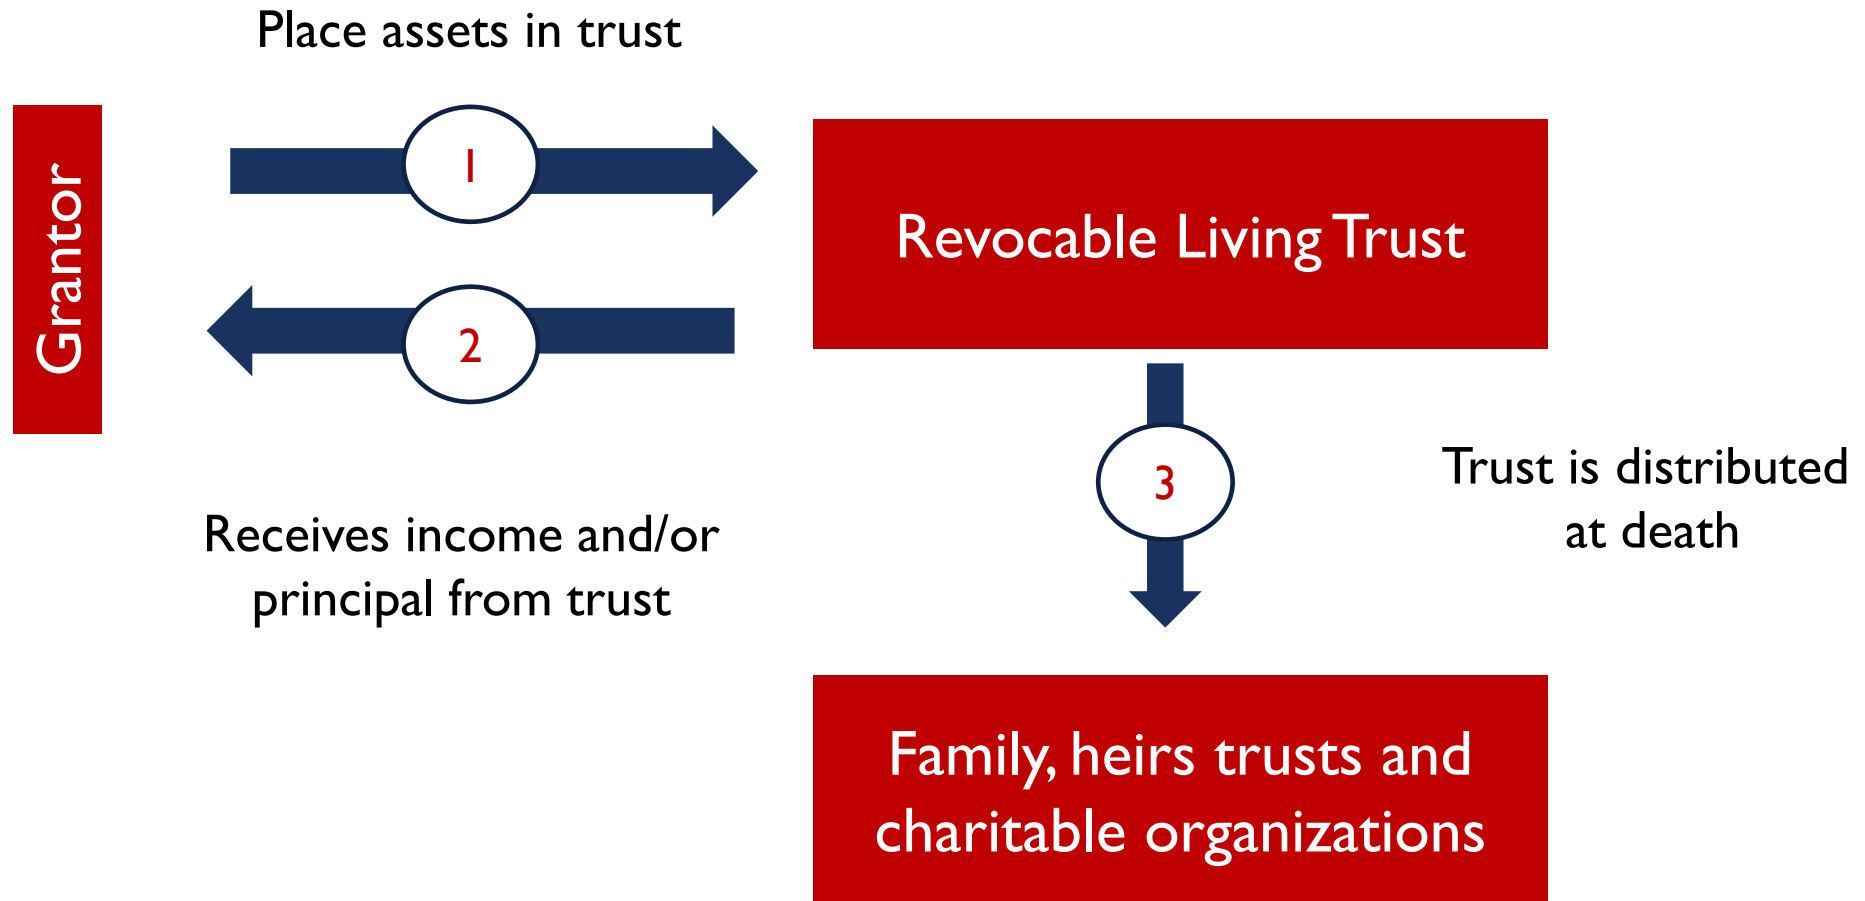 Place assets in trust
Grantor
1
Revocable Living Trust
2
Receives income and/or
principal from trust
3
Trust is distributed
at death
Family, heirs trusts and
charitable organizations